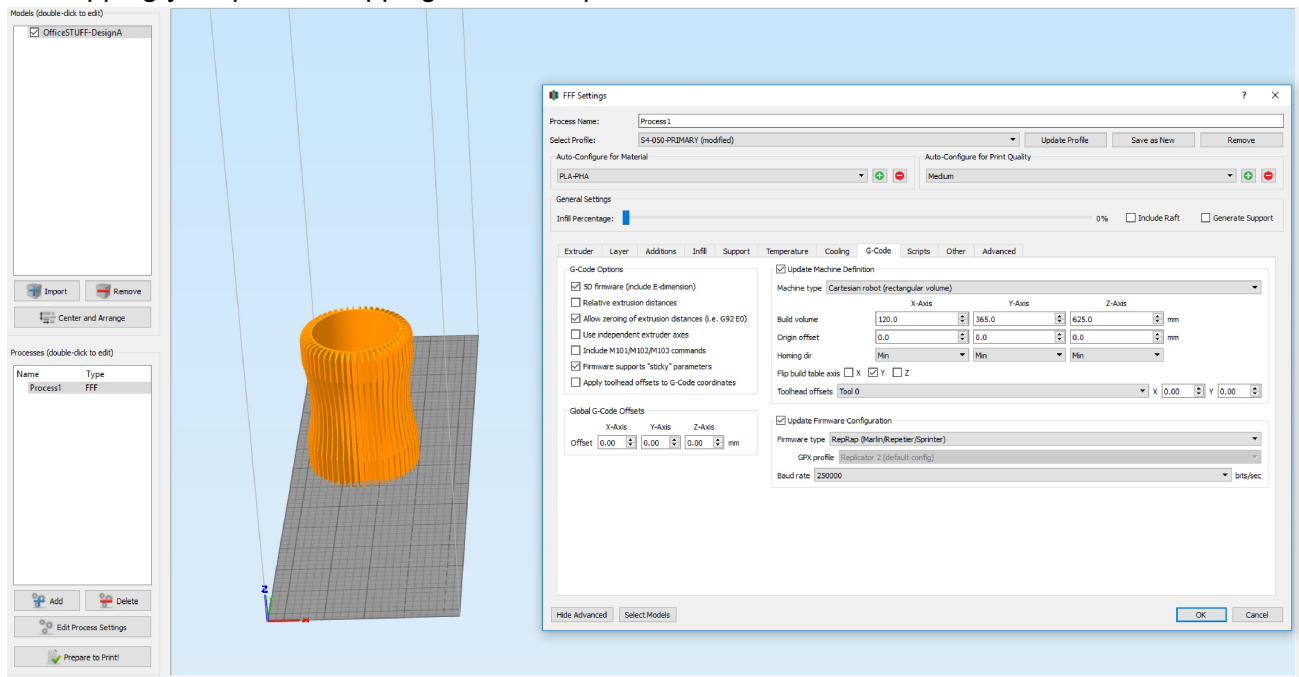 Models (double-click to edit)
OfficeSTUFF-DesignA
Import
Remove
Center and Arrange
Processes (double-click to edit)
Name Type
Process1 FFF
Add
Delete
Edit Process Settings
Prepare to Print!
Z
X
FFF Settings ? X
Process Name: Process1
Select Profile: S4-050-PRIMARY (modified) Update Profile Save as New Remove
Auto-Configure for Material
PLA-PHA
Auto-Configure for Print Quality
Medium
General Settings
Infill Percentage: 0% Include Raft Generate Support
Extruder Layer Additions Infill Support Temperature Cooling G-Code Scripts Other Advanced
G-Code Options
5D firmware (include E-dimension)
Relative extrusion distances
Allow zeroing of extrusion distances (i.e. G92 E0)
Use independent extruder axes
Include M101/M102/M103 commands
Firmware supports "sticky" parameters
Apply toolhead offsets to G-Code coordinates
Global G-Code Offsets
X-Axis Y-Axis Z-Axis
Offset 0.00 0.00 0.00 mm
Update Machine Definition
Machine type Cartesian robot (rectangular volume)
X-Axis Y-Axis Z-Axis
Build volume 120.0 365.0 625.0 mm
Origin offset 0.0 0.0 0.0 mm
Homing dir Min Min Min
Flip build table axis X Y Z
Toolhead offsets Tool 0 X 0.00 Y 0.00
Update Firmware Configuration
Firmware type RepRap (Marlin/Repetier/Sprinter)
GPX profile Replicator 2 (default config)
Baud rate 250000 bits/sec
Hide Advanced Select Models OK Cancel